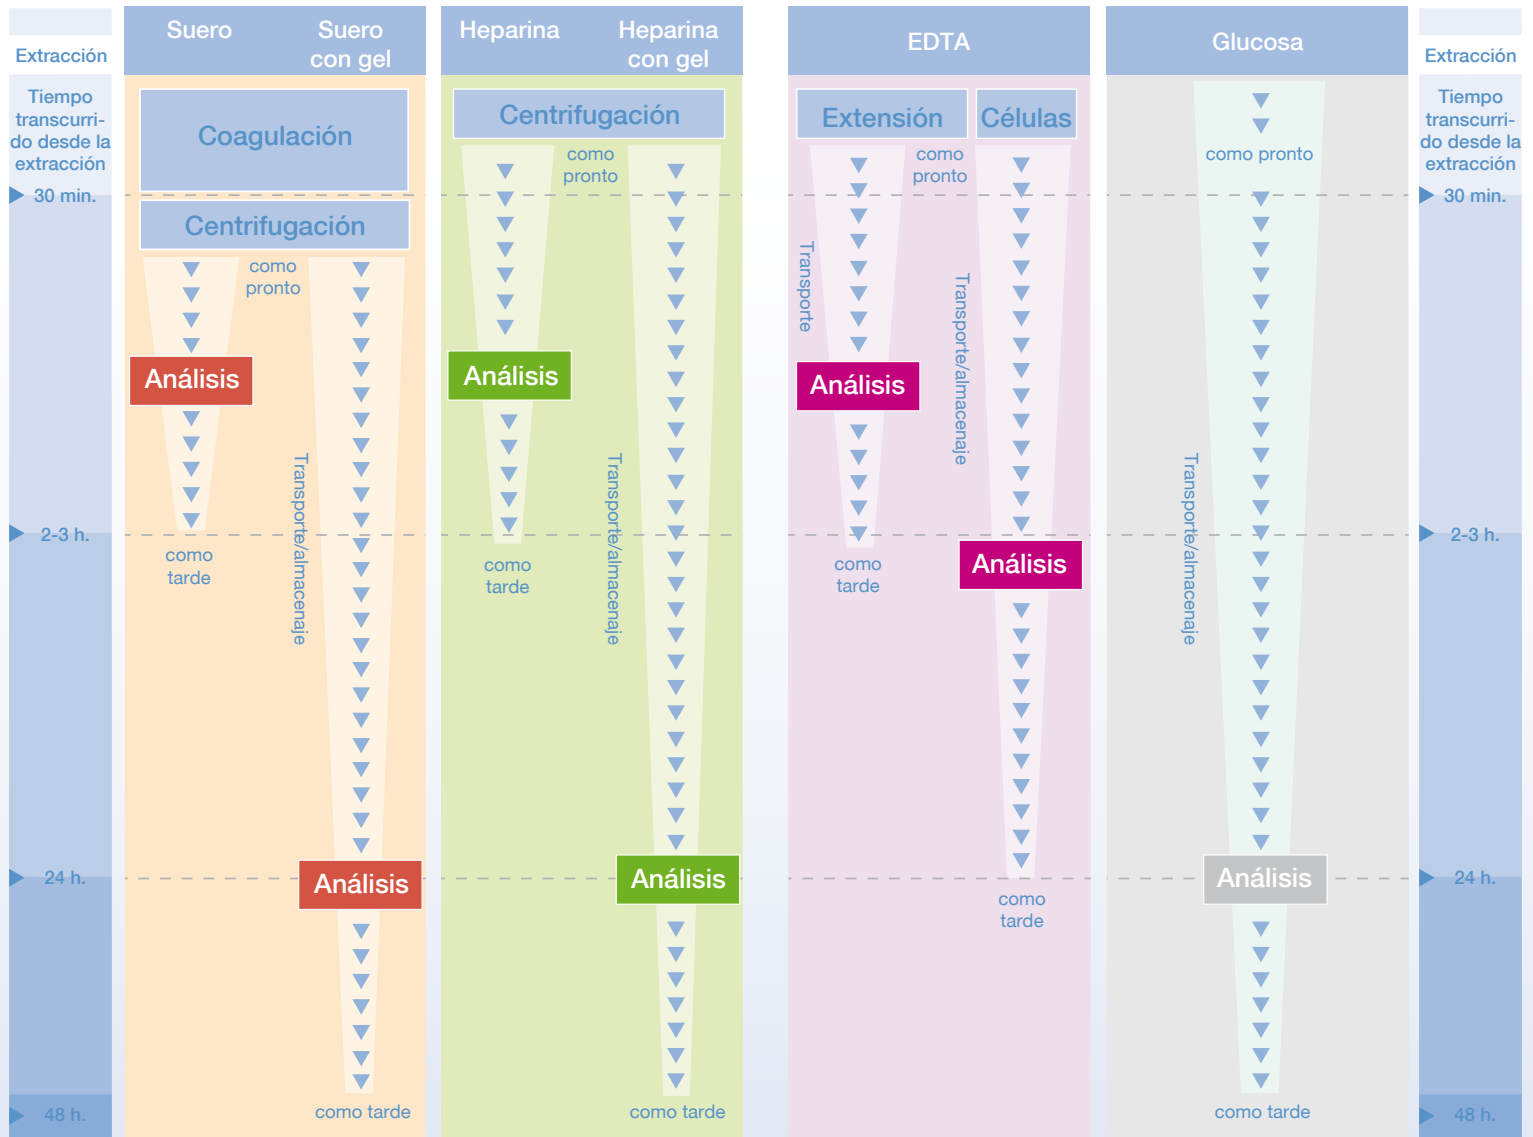 Extracción
Tiempo
transcurri-
do desde la
extracción
30 min.
2-3 h.
24 h.
48 h.
Suero
Suero
con gel
Coagulación
Centrifugación
como
pronto
Análisis
como
tarde
Transporte/almacenaje
Análisis
como tarde
Heparina
Heparina
con gel
Centrifugación
como
pronto
Análisis
como
tarde
Transporte/almacenaje
Análisis
como tarde
EDTA
Extensión
Células
como
pronto
Transporte
Análisis
como
tarde
Transporte/almacenaje
Análisis
como
tarde
Glucosa
como pronto
Transporte/almacenaje
Análisis
como tarde
Extracción
Tiempo
transcurri-
do desde la
extracción
30 min.
2-3 h.
24 h.
48 h.